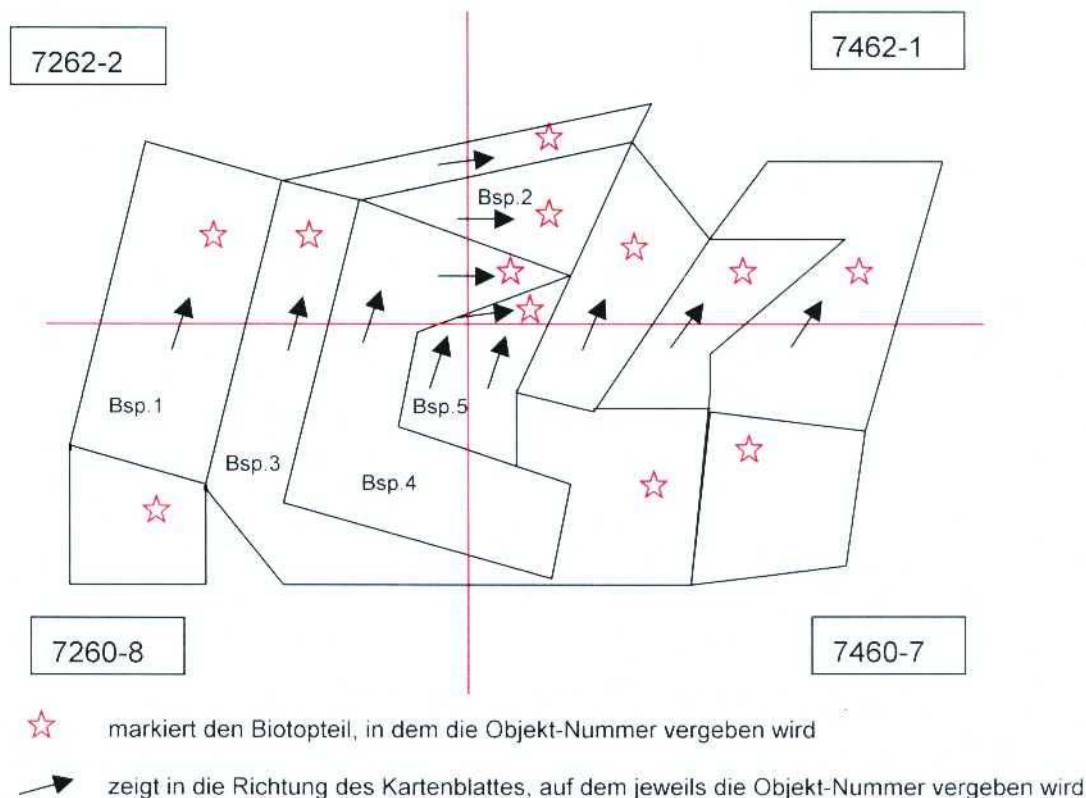 7262-2
7462-1
Bsp.2
Bsp.1
Bsp.5
Bsp.3
Bsp.4
7260-8
7460-7
markiert den Biotopteil, in dem die Objekt-Nummer vergeben wird
zeigt in die Richtung des Kartenblattes, auf dem jeweils die Objekt-Nummer vergeben wird